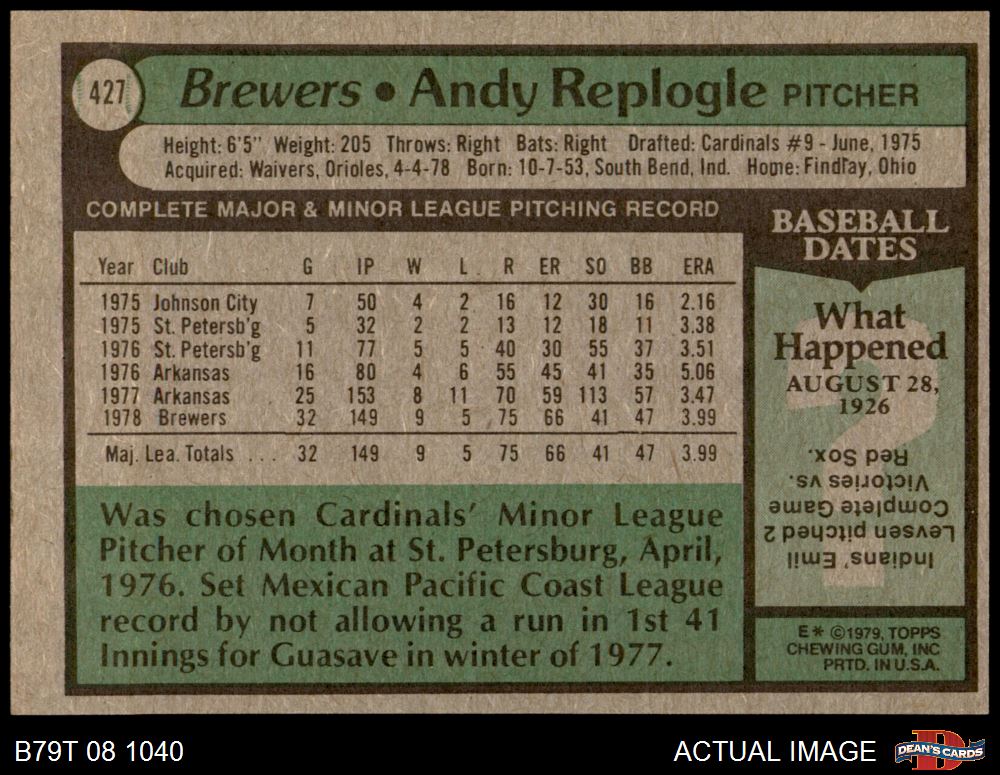 427
Brewers • Andy Replogle PITCHER
Height: 6'5" Weight: 205 Throws: Right Bats: Right Drafted: Cardinals #9 - June, 1975
Acquired: Waivers, Orioles, 4-4-78 Born: 10-7-53, South Bend, Ind. Home: Findlay, Ohio
COMPLETE MAJOR & MINOR LEAGUE PITCHING RECORD
Year Club G IP W L R ER SO BB ERA
1975 Johnson City 7 50 4 2 16 12 30 16 2.16
1975 St. Petersb'g 5 32 2 2 13 12 18 11 3.38
1976 St. Petersb'g 11 77 5 5 40 30 55 37 3.51
1976 Arkansas 16 80 4 6 55 45 41 35 5.06
1977 Arkansas 25 153 8 11 70 59 113 57 3.47
1978 Brewers 32 149 9 5 75 66 41 47 3.99
Maj. Lea. Totals ... 32 149 9 5 75 66 41 47 3.99
Was chosen Cardinals' Minor League
Pitcher of Month at St. Petersburg, April,
1976. Set Mexican Pacific Coast League
record by not allowing a run in 1st 41
Innings for Guasave in winter of 1977.
BASEBALL
DATES
What
Happened
AUGUST 28,
1926
Indians' Emil
Levsen pitched 2
Complete Game
Victories vs.
Red Sox.
E* ©1979, TOPPS
CHEWING GUM, INC
PRTD. IN U.S.A.
B79T 08 1040
ACTUAL IMAGE
D
DEAN'S CARDS